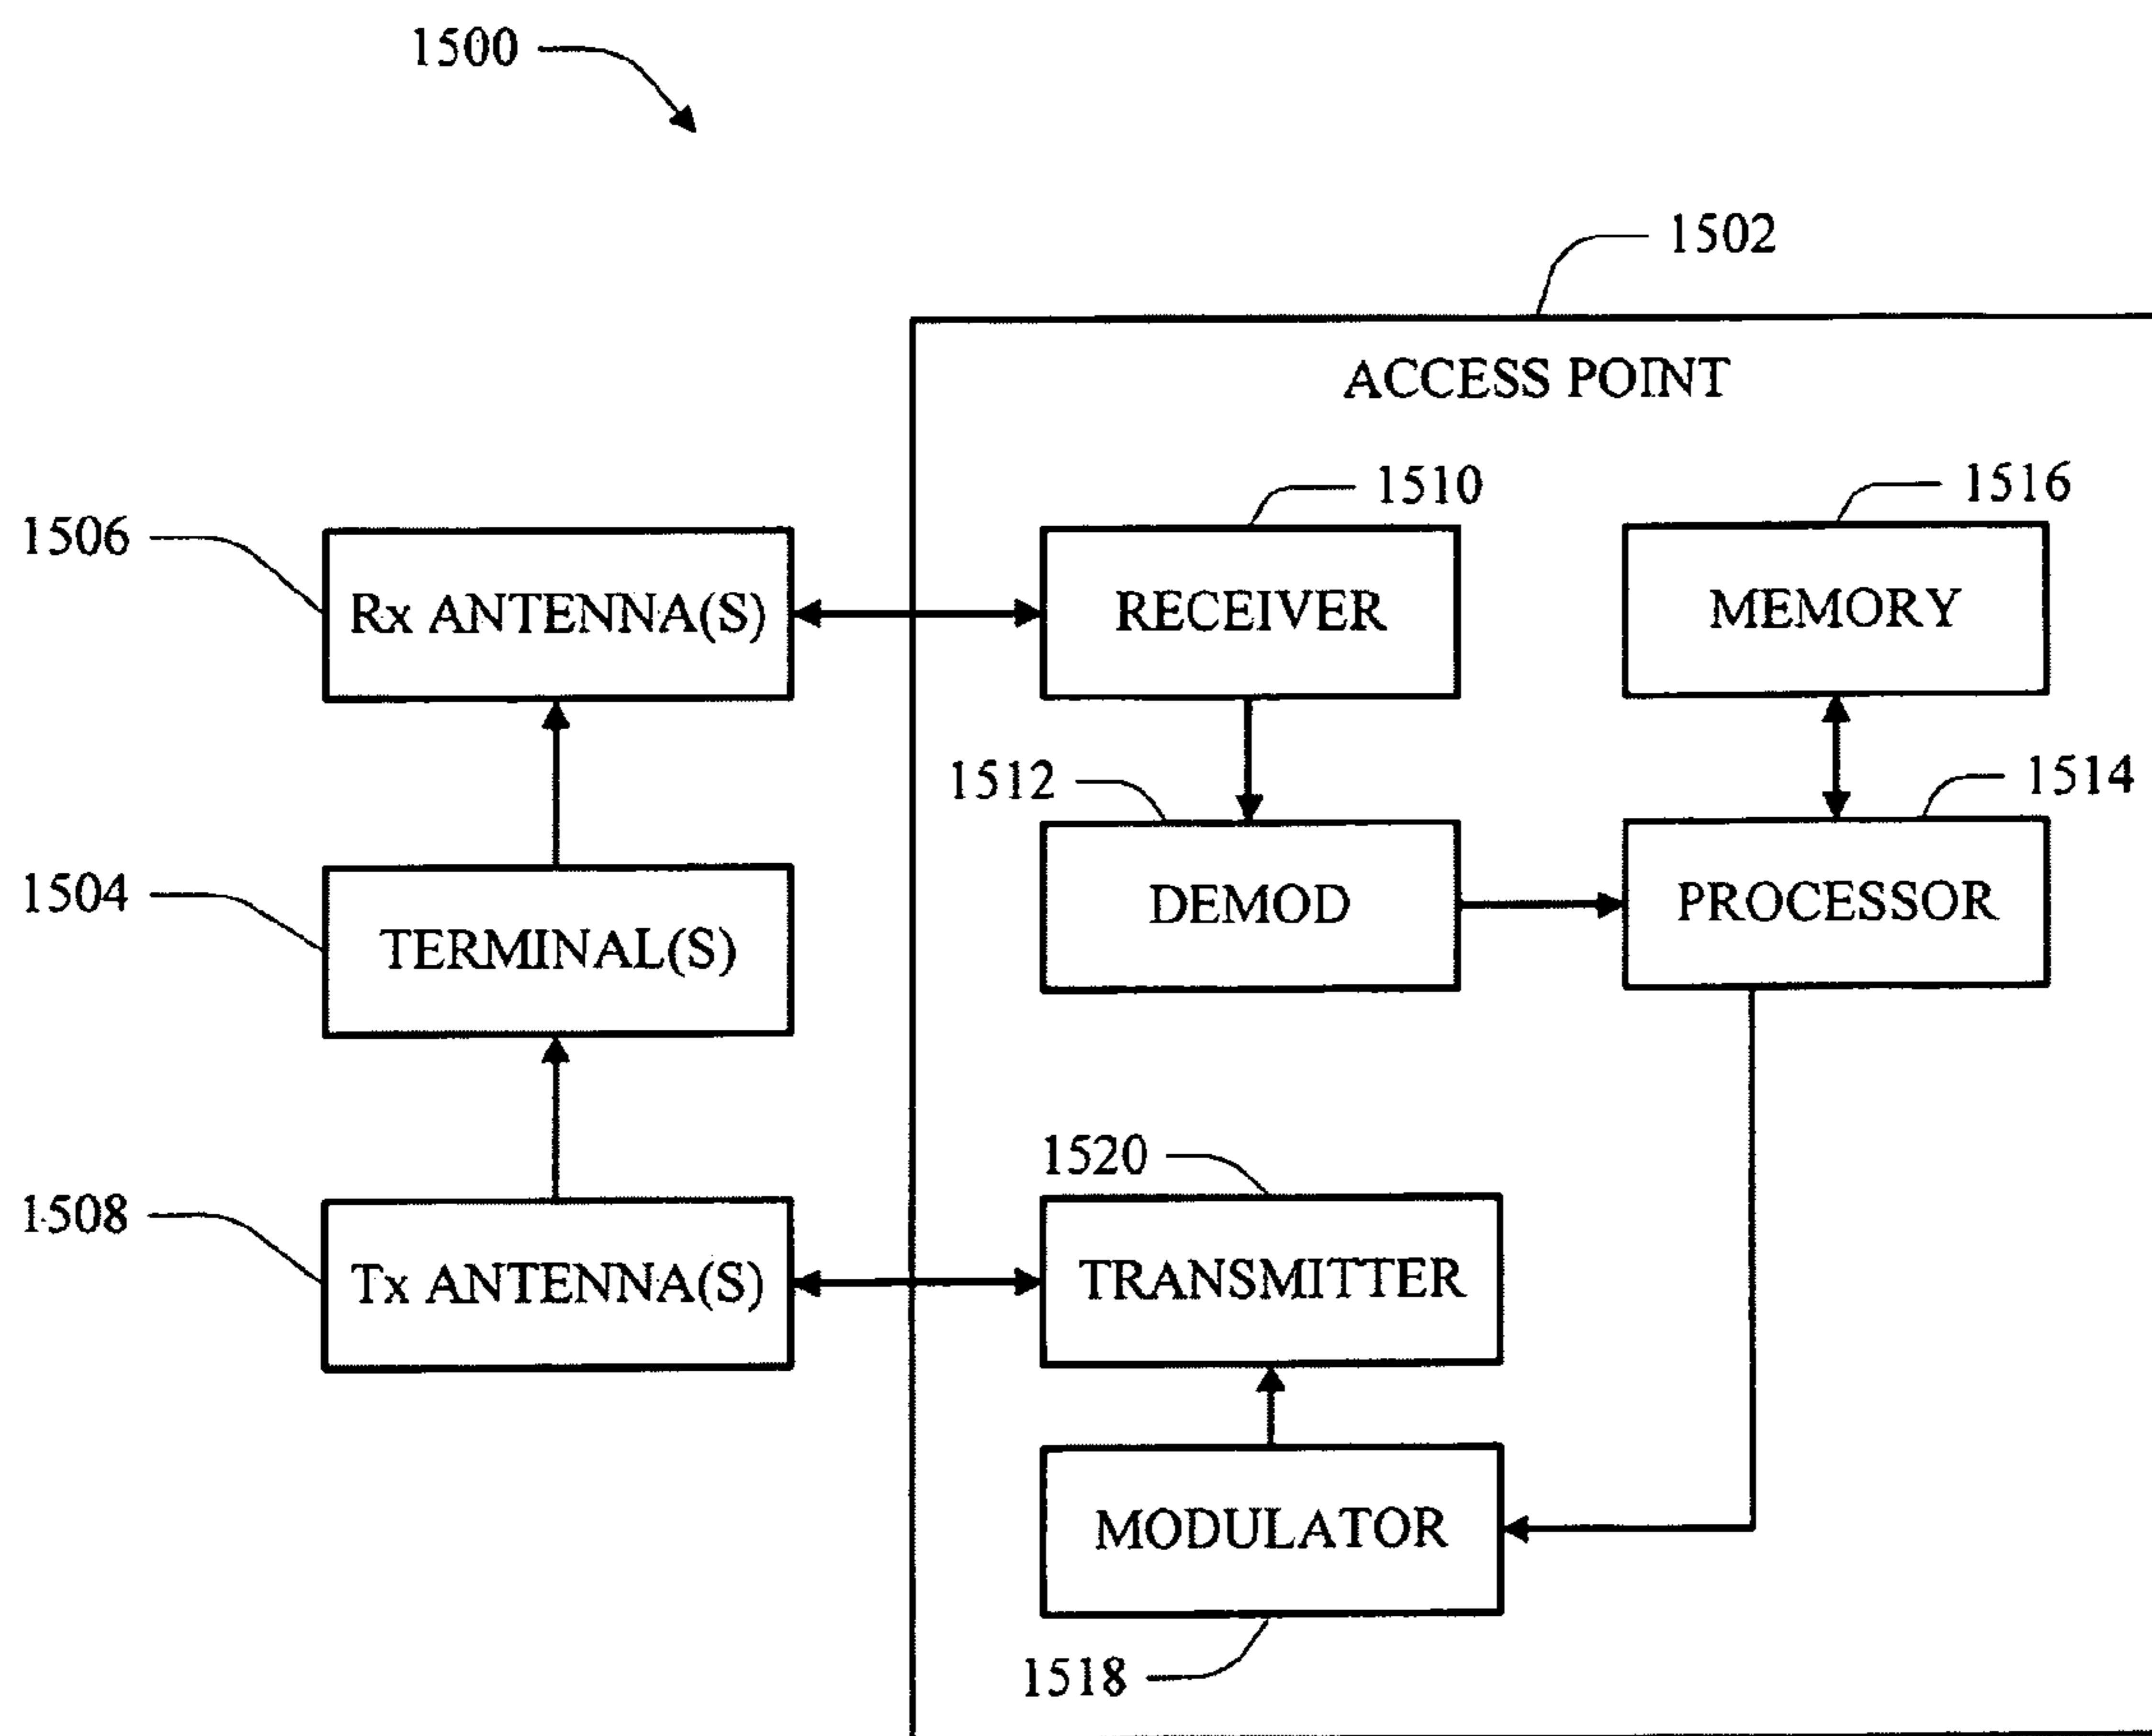 1500
1502
ACCESS POINT
1510
1516
1506
Rx ANTENNA(S)
RECEIVER
MEMORY
1512
1514
1504
TERMINAL(S)
DEMOD
PROCESSOR
1520
1508
Tx ANTENNA(S)
TRANSMITTER
MODULATOR
1518